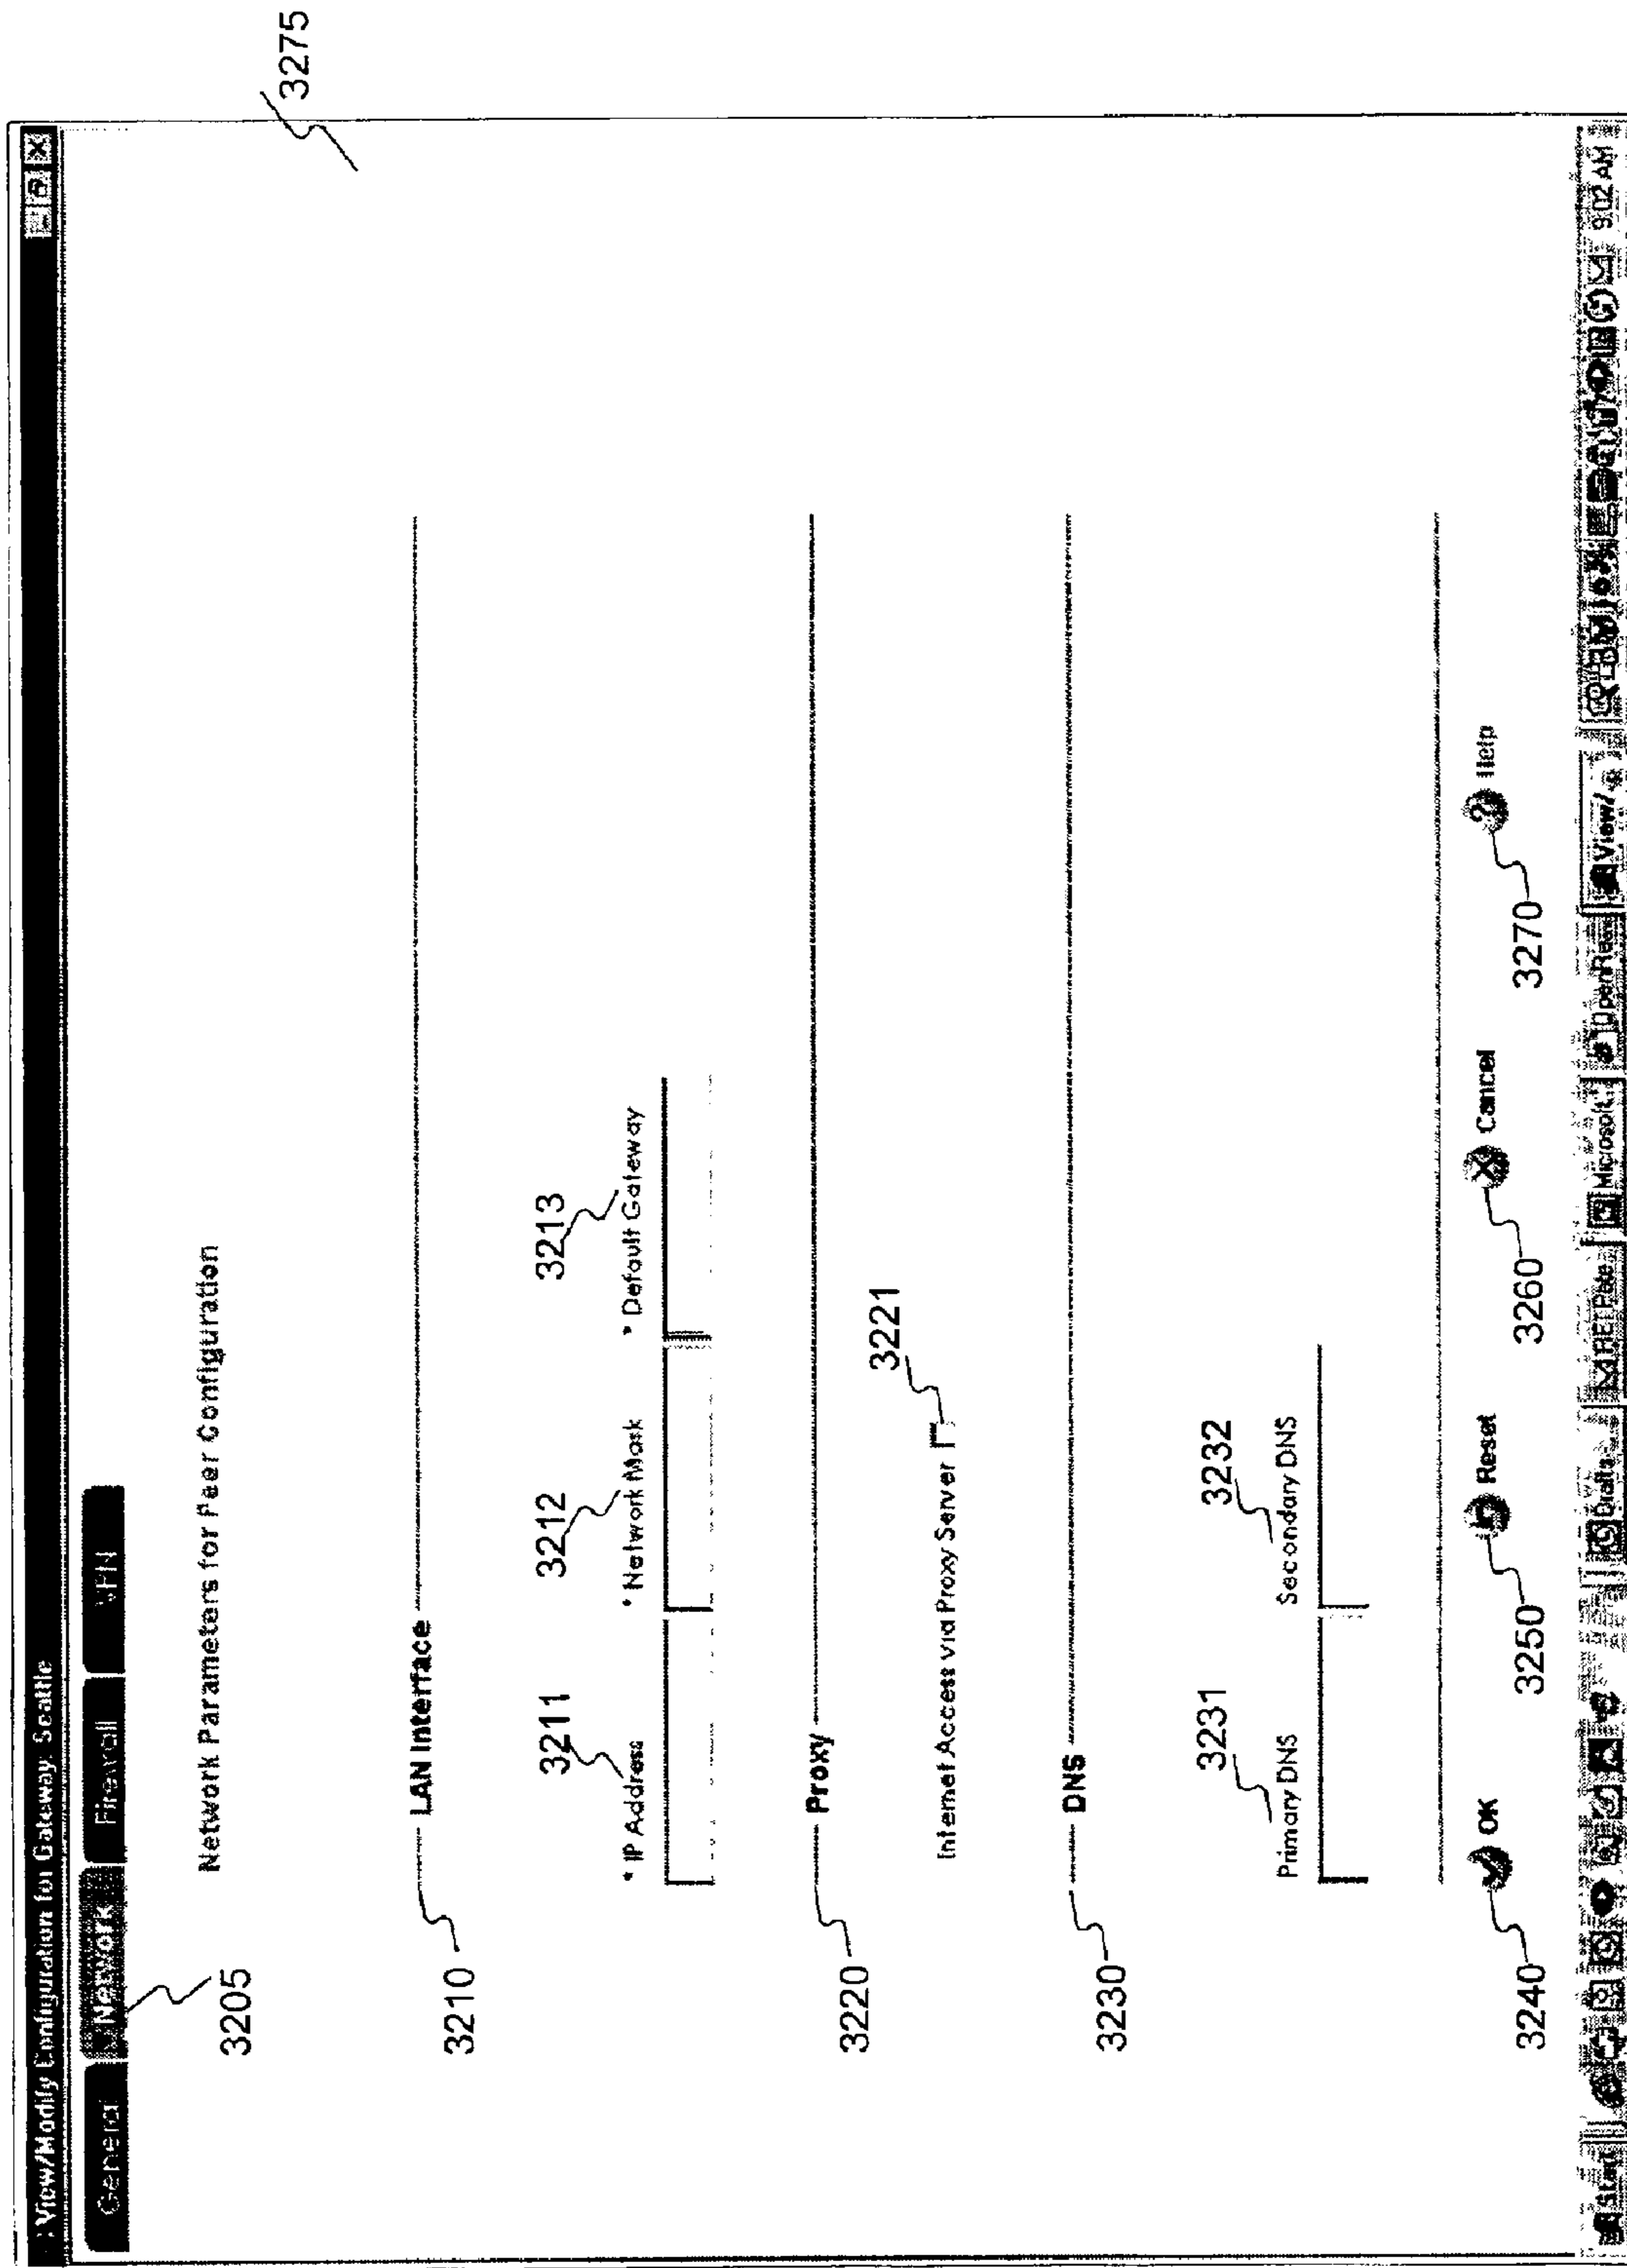 View/Modify Configuration for Gateway: Seattle
General Network Firewall VPN
3205
3275
Network Parameters for Peer Configuration
3210 LAN Interface
3211 3212 3213
* IP Address * Network Mask * Default Gateway
3220 Proxy
3221
Internet Access via Proxy Server
3230 DNS
3231 3232
Primary DNS Secondary DNS
OK Reset Cancel Help
3240 3250 3260 3270
Start Drafts Microsoft. View/ 9:02 AM